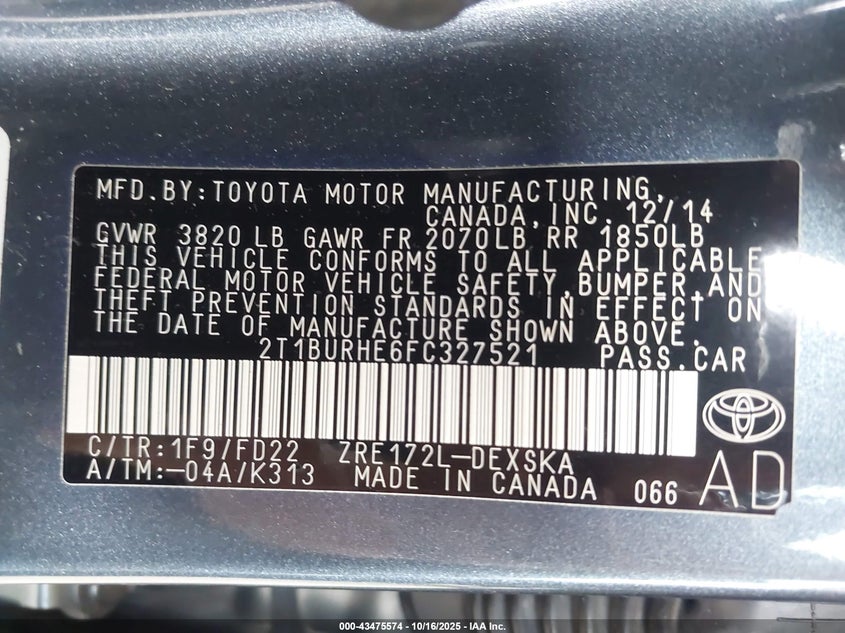 MFD.BY:TOYOTA MOTOR MANUFACTURING,
CANADA,INC. 12/14
GVWR 3820 LB GAWR FR 2070LB RR 1850LB
THIS VEHICLE CONFORMS TO ALL APPLICABLE
FEDERAL MOTOR VEHICLE SAFETY,BUMPER,AND
THEFT PREVENTION STANDARDS IN EFFECT ON
THE DATE OF MANUFACTURE SHOWN ABOVE.
2T1BURHE6FC327521 PASS.CAR
C/TR:1F9/FD22 ZRE172L-DEXSKA
A/TM:-04A/K313 MADE IN CANADA 066 AD
000-43475574 - 10/16/2025 - IAA Inc.